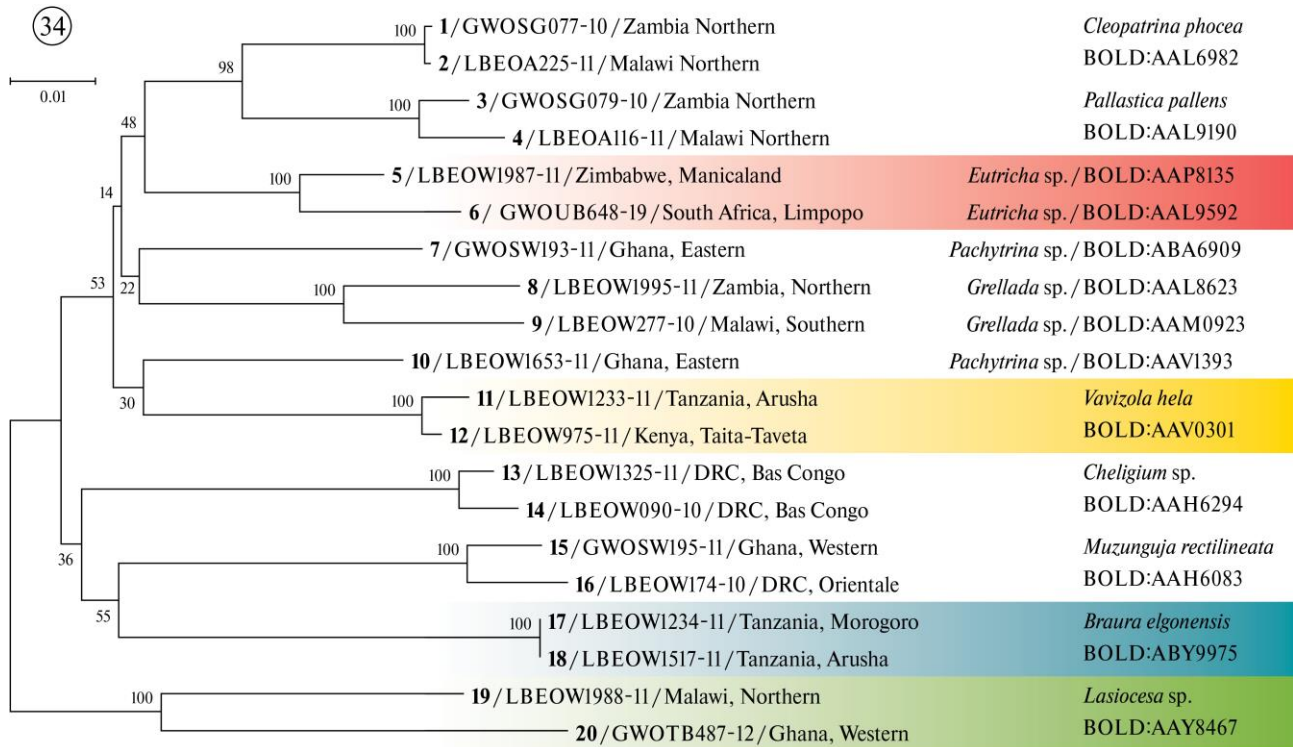 34
0.01
1/GWOSG077-10/Zambia Northern
Cleopatrina phocea
100
2/LBEOA225-11/Malawi Northern
BOLD:AAL6982
98
3/GWOSG079-10/Zambia Northern
Pallastica pallens
100
4/LBEOA116-11/Malawi Northern
BOLD:AAL9190
48
5/LBEOW1987-11/Zimbabwe, Manicaland
Eutricha sp./BOLD:AAP8135
100
6/ GWOUB648-19/South Africa, Limpopo
Eutricha sp./BOLD:AAL9592
14
7/GWOSW193-11/Ghana, Eastern
Pachytrina sp./BOLD:ABA6909
53
22
8/LBEOW1995-11/Zambia, Northern
Grellada sp./BOLD:AAL8623
100
9/LBEOW277-10/Malawi, Southern
Grellada sp./BOLD:AAM0923
10/LBEOW1653-11/Ghana, Eastern
Pachytrina sp./BOLD:AAV1393
30
11/LBEOW1233-11/Tanzania, Arusha
Vavizola hela
100
12/LBEOW975-11/Kenya, Taita-Taveta
BOLD:AAV0301
13/LBEOW1325-11/DRC, Bas Congo
Cheligium sp.
100
14/LBEOW090-10/DRC, Bas Congo
BOLD:AAH6294
36
15/GWOSW195-11/Ghana, Western
Muzunguja rectilineata
100
16/LBEOW174-10/DRC, Orientale
BOLD:AAH6083
55
17/LBEOW1234-11/Tanzania, Morogoro
Braura elgonensis
100
18/LBEOW1517-11/Tanzania, Arusha
BOLD:ABY9975
19/LBEOW1988-11/Malawi, Northern
Lasiocesa sp.
100
20/GWOTB487-12/Ghana, Western
BOLD:AAY8467